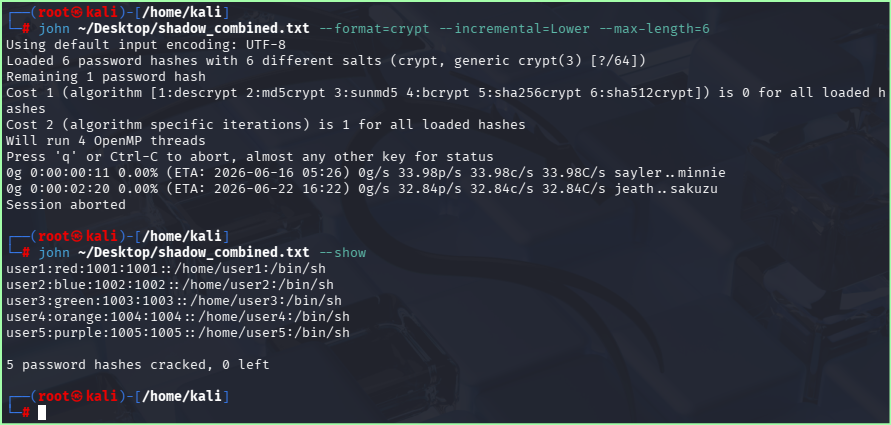 ┌──(root㉿kali)-[/home/kali]
└─# john ~/Desktop/shadow_combined.txt --format=crypt --incremental=Lower --max-length=6
Using default input encoding: UTF-8
Loaded 6 password hashes with 6 different salts (crypt, generic crypt(3) [?/64])
Remaining 1 password hash
Cost 1 (algorithm [1:descrypt 2:md5crypt 3:sunmd5 4:bcrypt 5:sha256crypt 6:sha512crypt]) is 0 for all loaded h
ashes
Cost 2 (algorithm specific iterations) is 1 for all loaded hashes
Will run 4 OpenMP threads
Press 'q' or Ctrl-C to abort, almost any other key for status
0g 0:00:00:11 0.00% (ETA: 2026-06-16 05:26) 0g/s 33.98p/s 33.98c/s 33.98C/s sayler..minnie
0g 0:00:02:20 0.00% (ETA: 2026-06-22 16:22) 0g/s 32.84p/s 32.84c/s 32.84C/s jeath..sakuzu
Session aborted
┌──(root㉿kali)-[/home/kali]
└─# john ~/Desktop/shadow_combined.txt --show
user1:red:1001:1001::/home/user1:/bin/sh
user2:blue:1002:1002::/home/user2:/bin/sh
user3:green:1003:1003::/home/user3:/bin/sh
user4:orange:1004:1004::/home/user4:/bin/sh
user5:purple:1005:1005::/home/user5:/bin/sh
5 password hashes cracked, 0 left
┌──(root㉿kali)-[/home/kali]
└─#